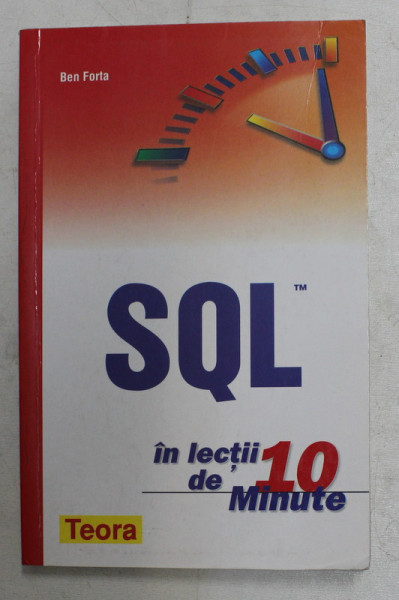 Ben Forta
SQL™
în lecții
de 10
Minute
Teora